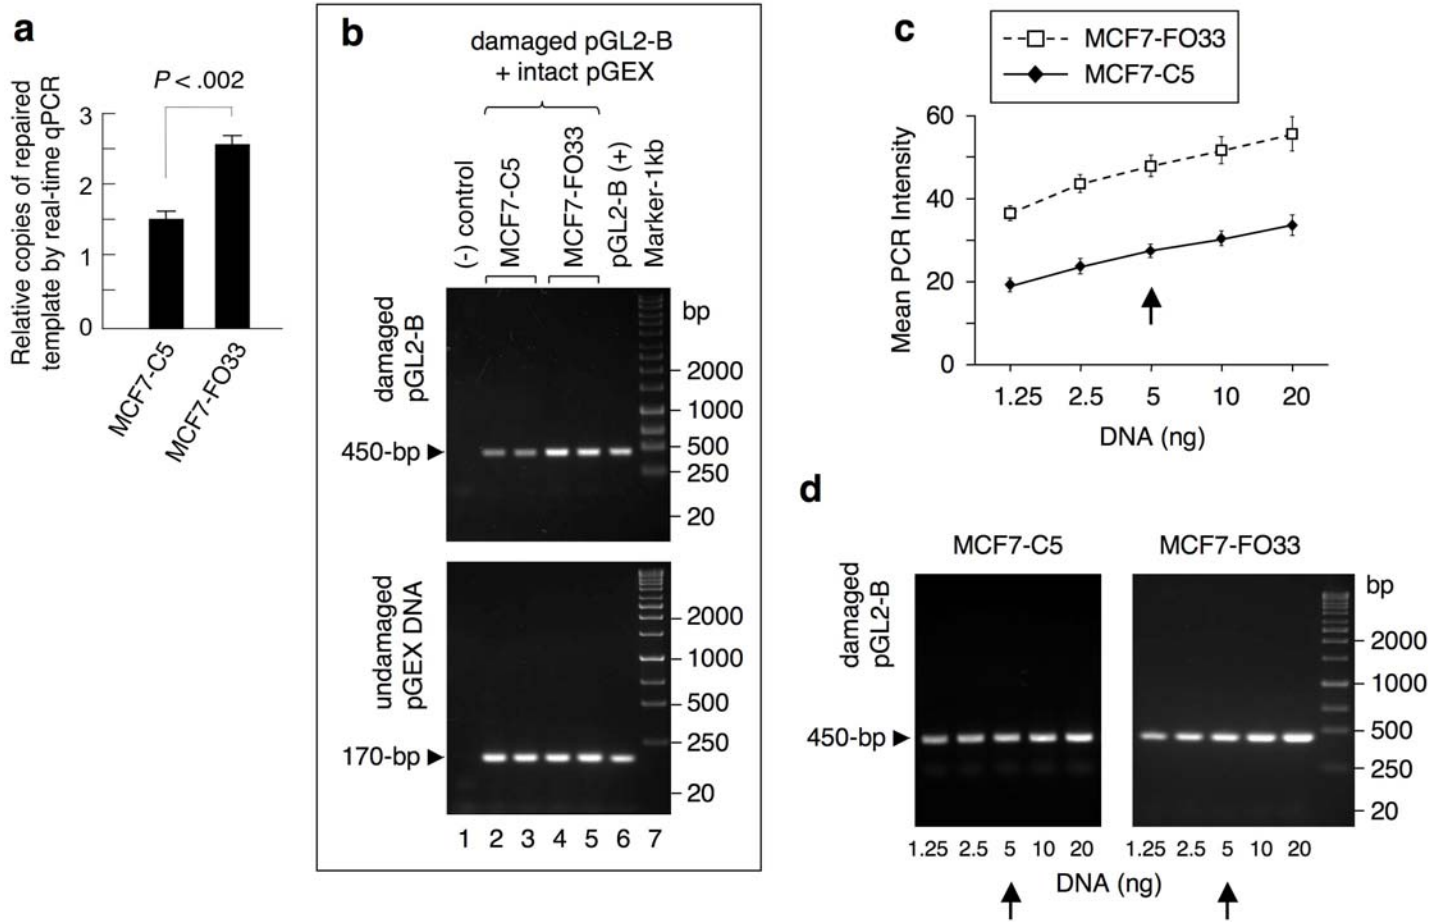 a
Relative copies of repaired
template by real-time qPCR
P < .002
3
2
1
0
MCF7-C5
MCF7-FO33
b
damaged pGL2-B
+ intact pGEX
(-) control
MCF7-C5
MCF7-FO33
pGL2-B (+)
Marker-1kb
damaged
pGL2-B
bp
2000
1000
500
250
20
450-bp
undamaged
pGEX DNA
2000
1000
500
250
20
170-bp
1 2 3 4 5 6 7
c
MCF7-FO33
MCF7-C5
Mean PCR Intensity
60
40
20
0
1.25 2.5 5 10 20
DNA (ng)
d
MCF7-C5 MCF7-FO33
damaged
pGL2-B
bp
2000
1000
500
250
20
450-bp
1.25 2.5 5 10 20 1.25 2.5 5 10 20
DNA (ng)